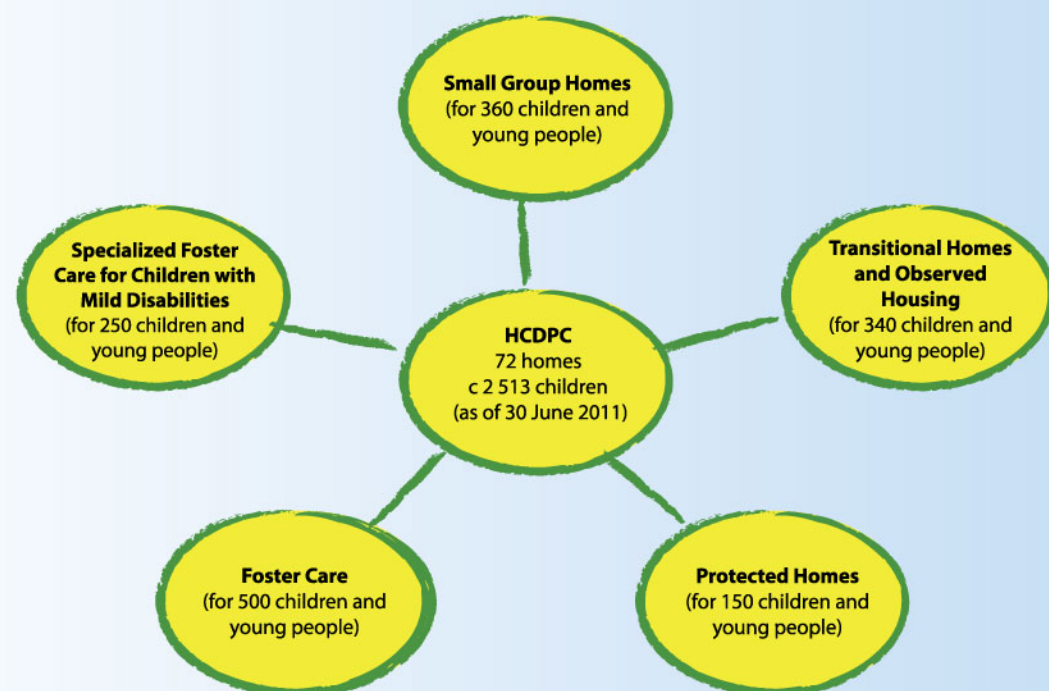 Small Group Homes
(for 360 children and
young people)
Specialized Foster
Care for Children with
Mild Disabilities
(for 250 children and
young people)
Transitional Homes
and Observed
Housing
(for 340 children and
young people)
HCDPC
72 homes
c 2 513 children
(as of 30 June 2011)
Foster Care
(for 500 children and
young people)
Protected Homes
(for 150 children and
young people)